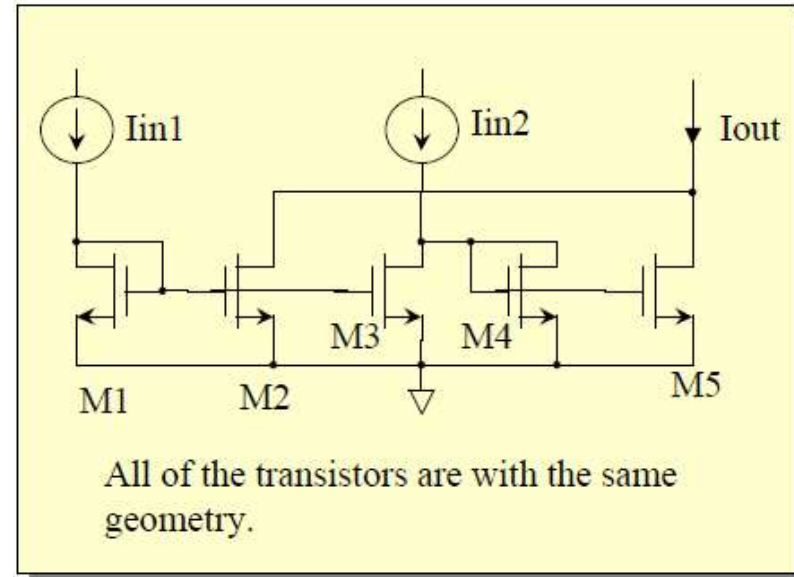 Iin1
Iin2
Iout
M1
M2
M3
M4
M5
All of the transistors are with the same
geometry.